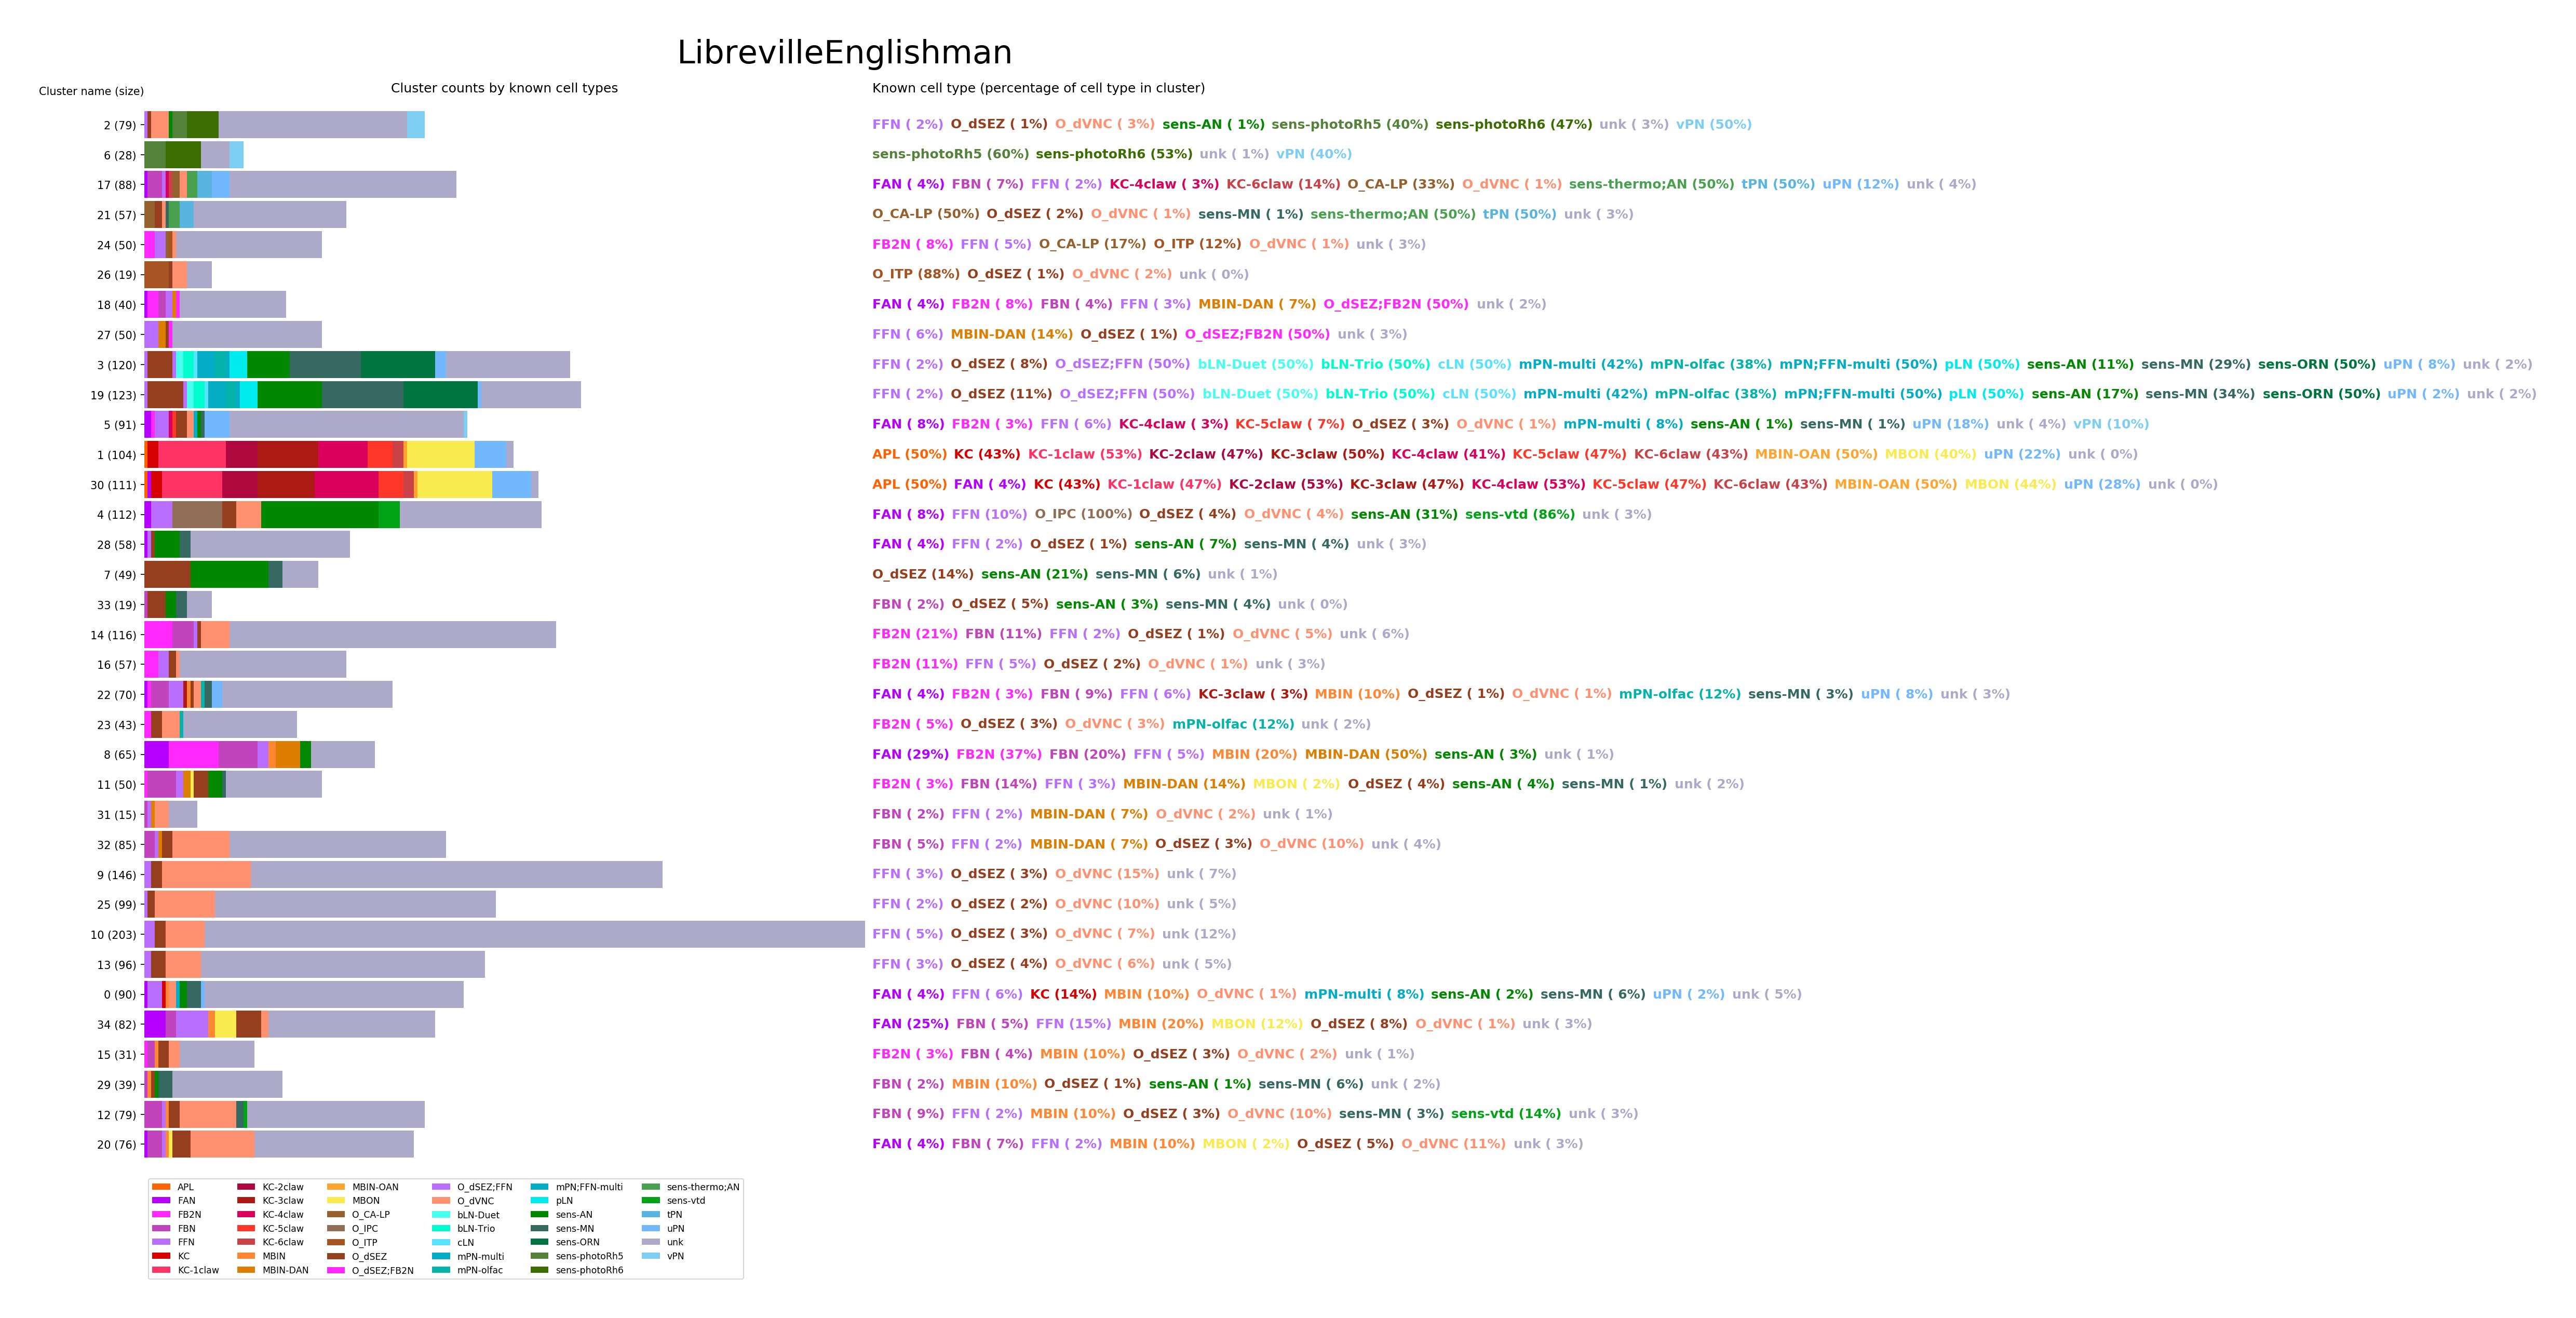 LibrevilleEnglishman
Cluster name (size) Cluster counts by known cell types Known cell type (percentage of cell type in cluster)
2 (79) FFN ( 2%) O_dSEZ ( 1%) O_dVNC ( 3%) sens-AN ( 1%) sens-photoRh5 (40%) sens-photoRh6 (47%) unk ( 3%) vPN (50%)
6 (28) sens-photoRh5 (60%) sens-photoRh6 (53%) unk ( 1%) vPN (40%)
17 (88) FAN ( 4%) FBN ( 7%) FFN ( 2%) KC-4claw ( 3%) KC-6claw (14%) O_CA-LP (33%) O_dVNC ( 1%) sens-thermo;AN (50%) tPN (50%) uPN (12%) unk ( 4%)
21 (57) O_CA-LP (50%) O_dSEZ ( 2%) O_dVNC ( 1%) sens-MN ( 1%) sens-thermo;AN (50%) tPN (50%) unk ( 3%)
24 (50) FB2N ( 8%) FFN ( 5%) O_CA-LP (17%) O_ITP (12%) O_dVNC ( 1%) unk ( 3%)
26 (19) O_ITP (88%) O_dSEZ ( 1%) O_dVNC ( 2%) unk ( 0%)
18 (40) FAN ( 4%) FB2N ( 8%) FBN ( 4%) FFN ( 3%) MBIN-DAN ( 7%) O_dSEZ;FB2N (50%) unk ( 2%)
27 (50) FFN ( 6%) MBIN-DAN (14%) O_dSEZ ( 1%) O_dSEZ;FB2N (50%) unk ( 3%)
3 (120) FFN ( 2%) O_dSEZ ( 8%) O_dSEZ;FFN (50%) bLN-Duet (50%) bLN-Trio (50%) cLN (50%) mPN-multi (42%) mPN-olfac (38%) mPN;FFN-multi (50%) pLN (50%) sens-AN (11%) sens-MN (29%) sens-ORN (50%) uPN ( 8%) unk ( 2%)
19 (123) FFN ( 2%) O_dSEZ (11%) O_dSEZ;FFN (50%) bLN-Duet (50%) bLN-Trio (50%) cLN (50%) mPN-multi (42%) mPN-olfac (38%) mPN;FFN-multi (50%) pLN (50%) sens-AN (17%) sens-MN (34%) sens-ORN (50%) uPN ( 2%) unk ( 2%)
5 (91) FAN ( 8%) FB2N ( 3%) FFN ( 6%) KC-4claw ( 3%) KC-5claw ( 7%) O_dSEZ ( 3%) O_dVNC ( 1%) mPN-multi ( 8%) sens-AN ( 1%) sens-MN ( 1%) uPN (18%) unk ( 4%) vPN (10%)
1 (104) APL (50%) KC (43%) KC-1claw (53%) KC-2claw (47%) KC-3claw (50%) KC-4claw (41%) KC-5claw (47%) KC-6claw (43%) MBIN-OAN (50%) MBON (40%) uPN (22%) unk ( 0%)
30 (111) APL (50%) FAN ( 4%) KC (43%) KC-1claw (47%) KC-2claw (53%) KC-3claw (47%) KC-4claw (53%) KC-5claw (47%) KC-6claw (43%) MBIN-OAN (50%) MBON (44%) uPN (28%) unk ( 0%)
4 (112) FAN ( 8%) FFN (10%) O_IPC (100%) O_dSEZ ( 4%) O_dVNC ( 4%) sens-AN (31%) sens-vtd (86%) unk ( 3%)
28 (58) FAN ( 4%) FFN ( 2%) O_dSEZ ( 1%) sens-AN ( 7%) sens-MN ( 4%) unk ( 3%)
7 (49) O_dSEZ (14%) sens-AN (21%) sens-MN ( 6%) unk ( 1%)
33 (19) FBN ( 2%) O_dSEZ ( 5%) sens-AN ( 3%) sens-MN ( 4%) unk ( 0%)
14 (116) FB2N (21%) FBN (11%) FFN ( 2%) O_dSEZ ( 1%) O_dVNC ( 5%) unk ( 6%)
16 (57) FB2N (11%) FFN ( 5%) O_dSEZ ( 2%) O_dVNC ( 1%) unk ( 3%)
22 (70) FAN ( 4%) FB2N ( 3%) FBN ( 9%) FFN ( 6%) KC-3claw ( 3%) MBIN (10%) O_dSEZ ( 1%) O_dVNC ( 1%) mPN-olfac (12%) sens-MN ( 3%) uPN ( 8%) unk ( 3%)
23 (43) FB2N ( 5%) O_dSEZ ( 3%) O_dVNC ( 3%) mPN-olfac (12%) unk ( 2%)
8 (65) FAN (29%) FB2N (37%) FBN (20%) FFN ( 5%) MBIN (20%) MBIN-DAN (50%) sens-AN ( 3%) unk ( 1%)
11 (50) FB2N ( 3%) FBN (14%) FFN ( 3%) MBIN-DAN (14%) MBON ( 2%) O_dSEZ ( 4%) sens-AN ( 4%) sens-MN ( 1%) unk ( 2%)
31 (15) FBN ( 2%) FFN ( 2%) MBIN-DAN ( 7%) O_dVNC ( 2%) unk ( 1%)
32 (85) FBN ( 5%) FFN ( 2%) MBIN-DAN ( 7%) O_dSEZ ( 3%) O_dVNC (10%) unk ( 4%)
9 (146) FFN ( 3%) O_dSEZ ( 3%) O_dVNC (15%) unk ( 7%)
25 (99) FFN ( 2%) O_dSEZ ( 2%) O_dVNC (10%) unk ( 5%)
10 (203) FFN ( 5%) O_dSEZ ( 3%) O_dVNC ( 7%) unk (12%)
13 (96) FFN ( 3%) O_dSEZ ( 4%) O_dVNC ( 6%) unk ( 5%)
0 (90) FAN ( 4%) FFN ( 6%) KC (14%) MBIN (10%) O_dVNC ( 1%) mPN-multi ( 8%) sens-AN ( 2%) sens-MN ( 6%) uPN ( 2%) unk ( 5%)
34 (82) FAN (25%) FBN ( 5%) FFN (15%) MBIN (20%) MBON (12%) O_dSEZ ( 8%) O_dVNC ( 1%) unk ( 3%)
15 (31) FB2N ( 3%) FBN ( 4%) MBIN (10%) O_dSEZ ( 3%) O_dVNC ( 2%) unk ( 1%)
29 (39) FBN ( 2%) MBIN (10%) O_dSEZ ( 1%) sens-AN ( 1%) sens-MN ( 6%) unk ( 2%)
12 (79) FBN ( 9%) FFN ( 2%) MBIN (10%) O_dSEZ ( 3%) O_dVNC (10%) sens-MN ( 3%) sens-vtd (14%) unk ( 3%)
20 (76) FAN ( 4%) FBN ( 7%) FFN ( 2%) MBIN (10%) MBON ( 2%) O_dSEZ ( 5%) O_dVNC (11%) unk ( 3%)
APL KC-2claw MBIN-OAN O_dSEZ;FFN mPN;FFN-multi sens-thermo;AN
FAN KC-3claw MBON O_dVNC pLN sens-vtd
FB2N KC-4claw O_CA-LP bLN-Duet sens-AN tPN
FBN KC-5claw O_IPC bLN-Trio sens-MN uPN
FFN KC-6claw O_ITP cLN sens-ORN unk
KC MBIN O_dSEZ mPN-multi sens-photoRh5 vPN
KC-1claw MBIN-DAN O_dSEZ;FB2N mPN-olfac sens-photoRh6